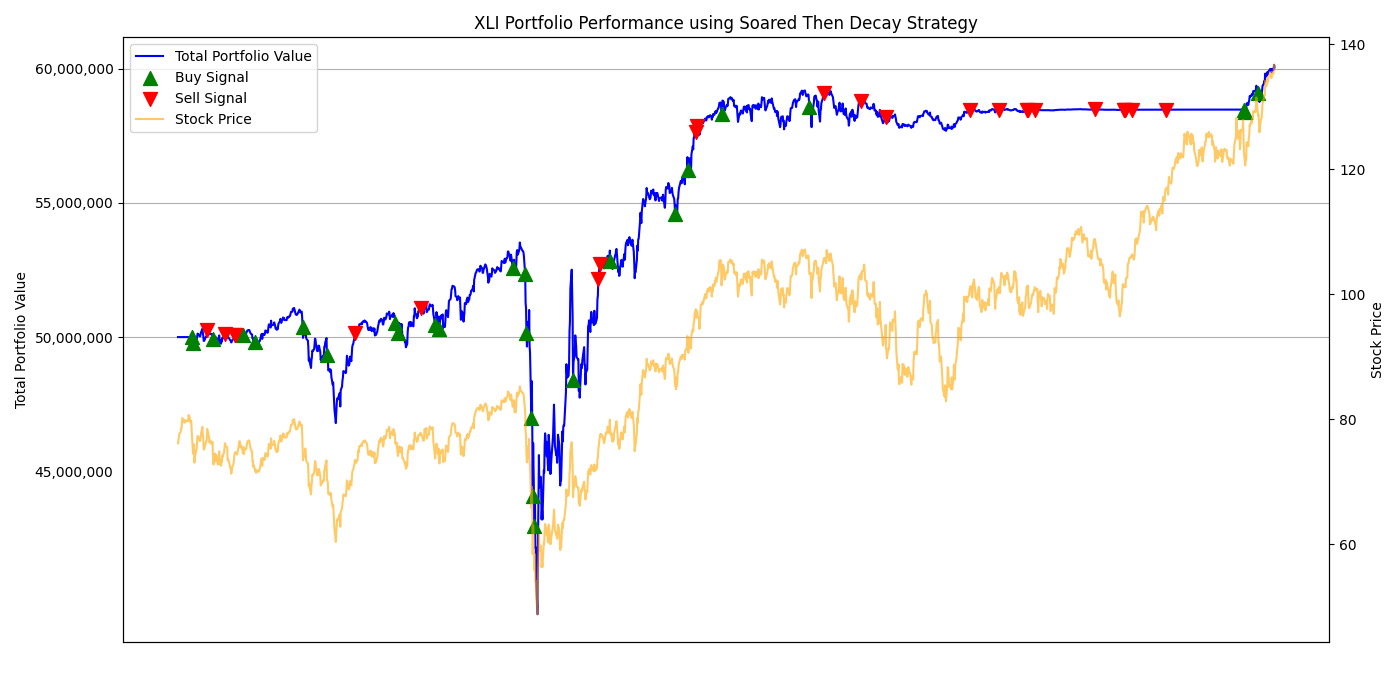 XLI Portfolio Performance using Soared Then Decay Strategy
Total Portfolio Value
Buy Signal
Sell Signal
Stock Price
60,000,000
55,000,000
50,000,000
45,000,000
Total Portfolio Value
140
120
100
80
60
Stock Price